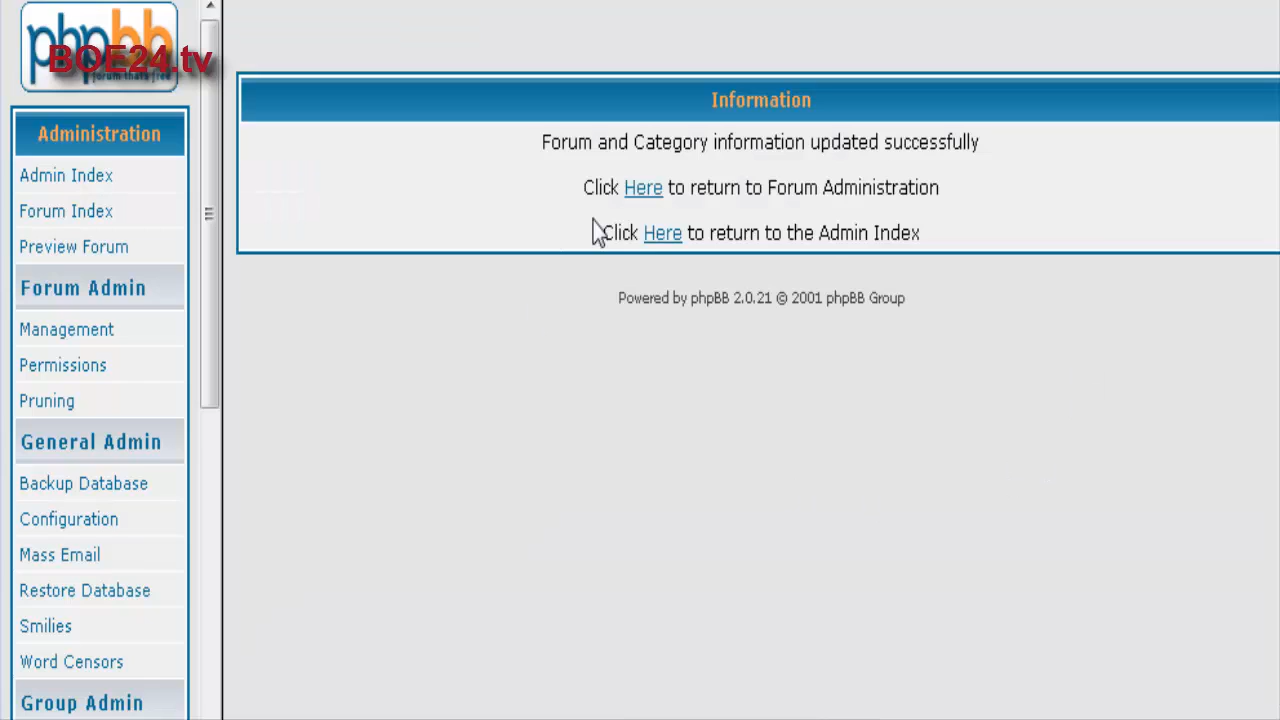 phpBB
forum thats free
BOE24.tv
Administration
Admin Index
Forum Index
Preview Forum
Forum Admin
Management
Permissions
Pruning
General Admin
Backup Database
Configuration
Mass Email
Restore Database
Smilies
Word Censors
Group Admin
Information
Forum and Category information updated successfully
Click Here to return to Forum Administration
Click Here to return to the Admin Index
Powered by phpBB 2.0.21 © 2001 phpBB Group